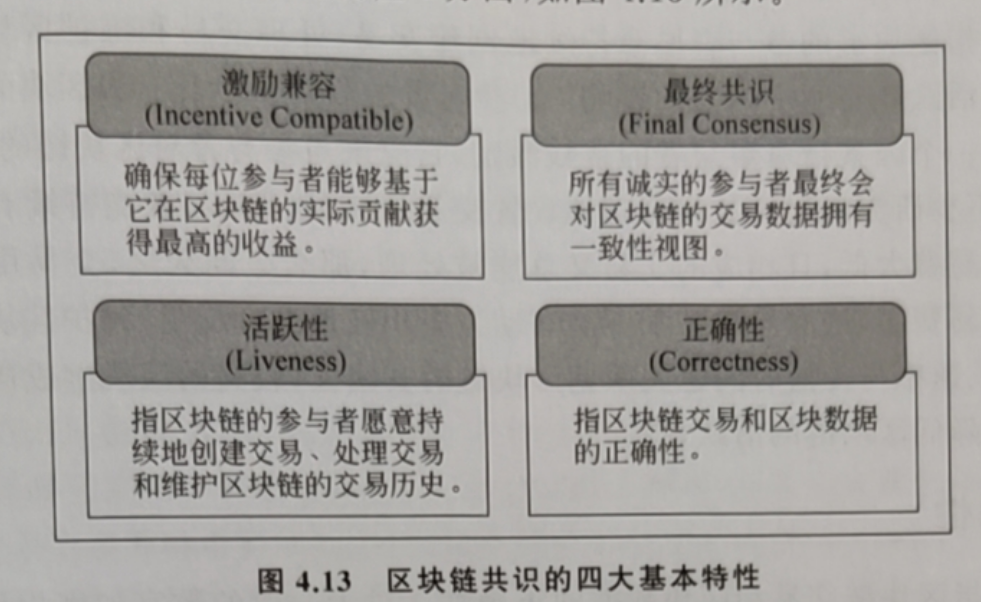 如图 4.13 所示。
激励兼容
(Incentive Compatible)
确保每位参与者能够基于
它在区块链的实际贡献获
得最高的收益。
最终共识
(Final Consensus)
所有诚实的参与者最终会
对区块链的交易数据拥有
一致性视图。
活跃性
(Liveness)
指区块链的参与者愿意持
续地创建交易、处理交易
和维护区块链的交易历史。
正确性
(Correctness)
指区块链交易和区块数据
的正确性。
图 4.13 区块链共识的四大基本特性